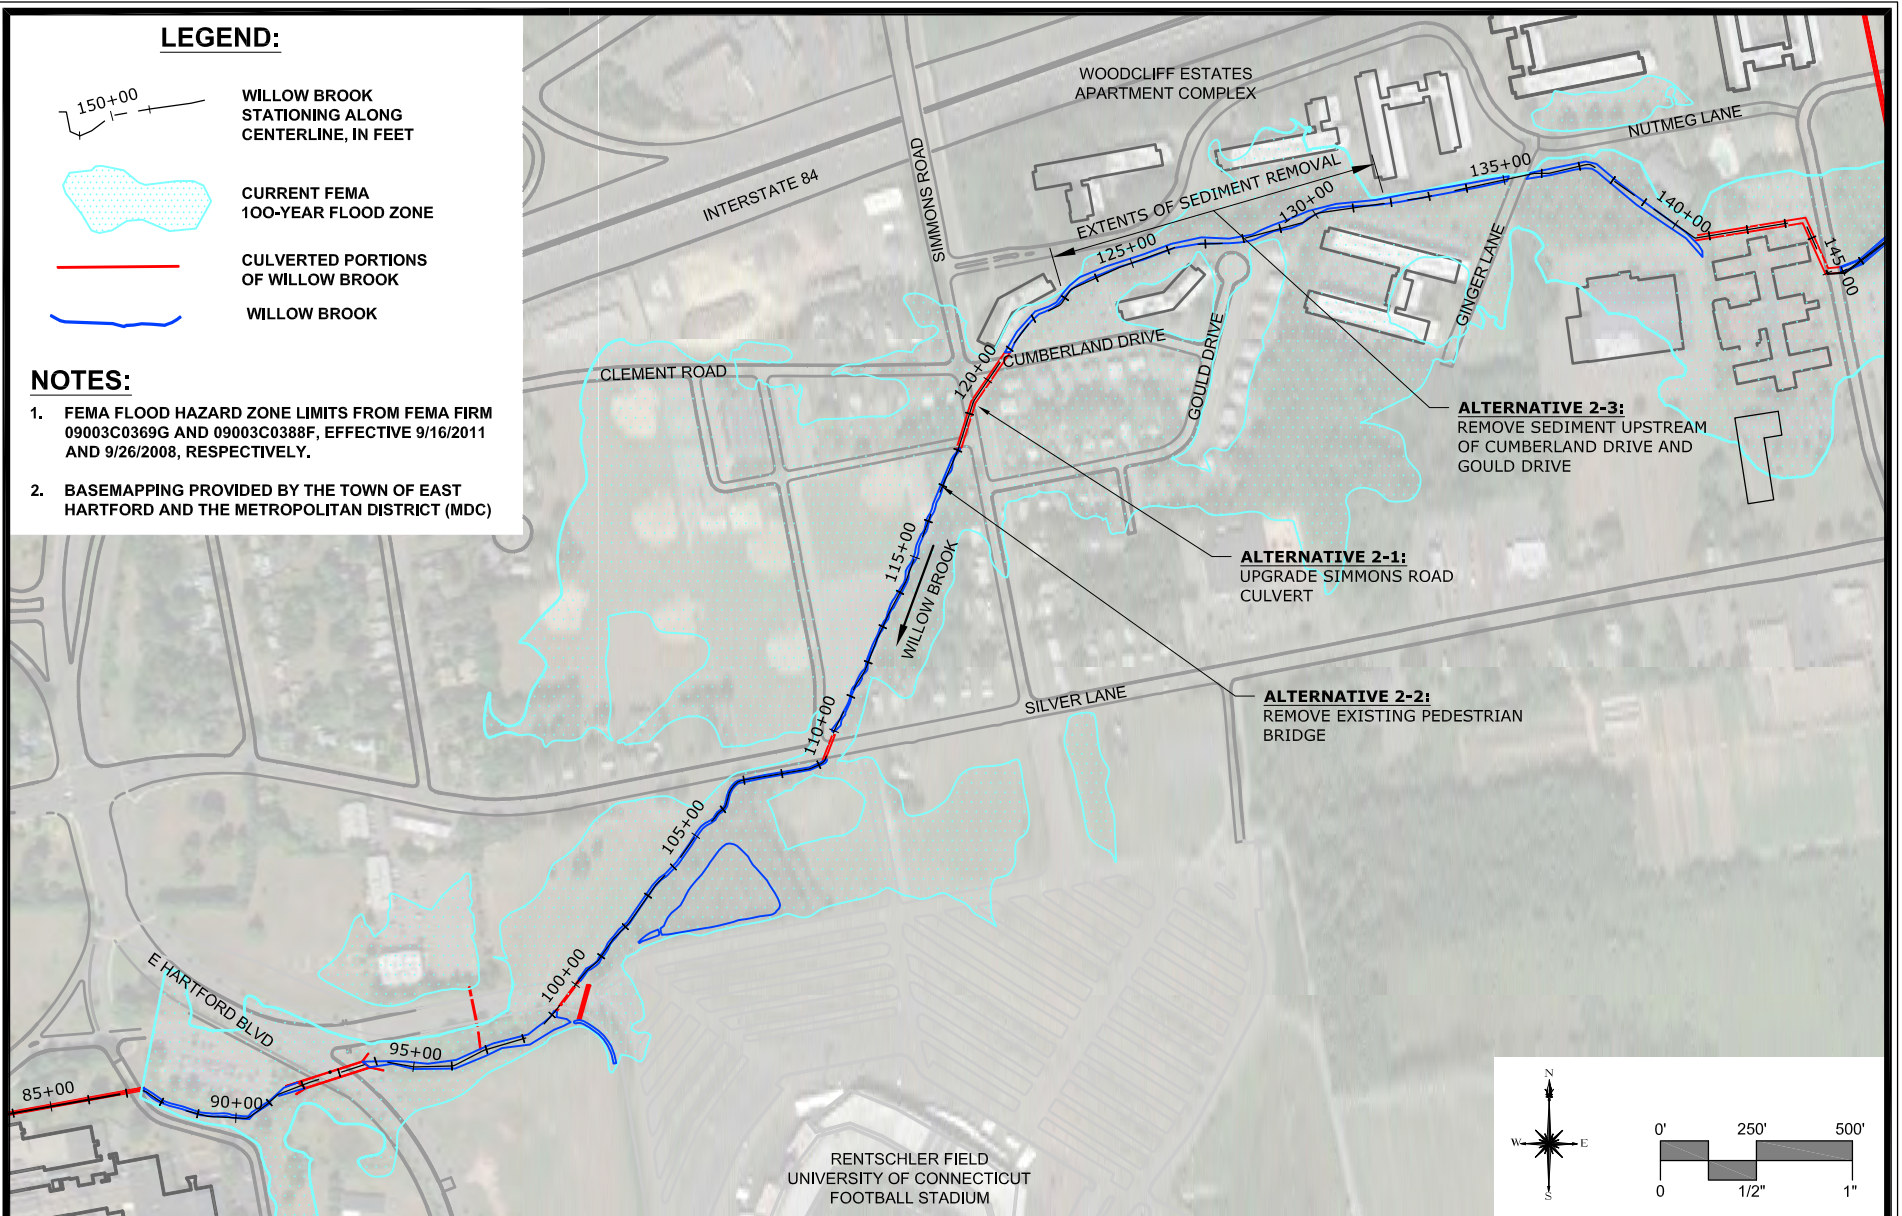 LEGEND:
150+00
WILLOW BROOK
STATIONING ALONG
CENTERLINE, IN FEET
CURRENT FEMA
100-YEAR FLOOD ZONE
CULVERTED PORTIONS
OF WILLOW BROOK
WILLOW BROOK
NOTES:
1. FEMA FLOOD HAZARD ZONE LIMITS FROM FEMA FIRM
09003C0369G AND 09003C0388F, EFFECTIVE 9/16/2011
AND 9/26/2008, RESPECTIVELY.
2. BASEMAPPING PROVIDED BY THE TOWN OF EAST
HARTFORD AND THE METROPOLITAN DISTRICT (MDC)
WOODCLIFF ESTATES
APARTMENT COMPLEX
NUTMEG LANE
INTERSTATE 84
SIMMONS ROAD
EXTENTS OF SEDIMENT REMOVAL
135+00
130+00
125+00
140+00
145+00
GINGER LANE
CUMBERLAND DRIVE
GOULD DRIVE
CLEMENT ROAD
120+00
ALTERNATIVE 2-3:
REMOVE SEDIMENT UPSTREAM
OF CUMBERLAND DRIVE AND
GOULD DRIVE
ALTERNATIVE 2-1:
UPGRADE SIMMONS ROAD
CULVERT
115+00
WILLOW BROOK
ALTERNATIVE 2-2:
REMOVE EXISTING PEDESTRIAN
BRIDGE
SILVER LANE
110+00
105+00
100+00
E HARTFORD BLVD
95+00
90+00
85+00
RENTSCHLER FIELD
UNIVERSITY OF CONNECTICUT
FOOTBALL STADIUM
N
W E
S
0' 250' 500'
0 1/2" 1"